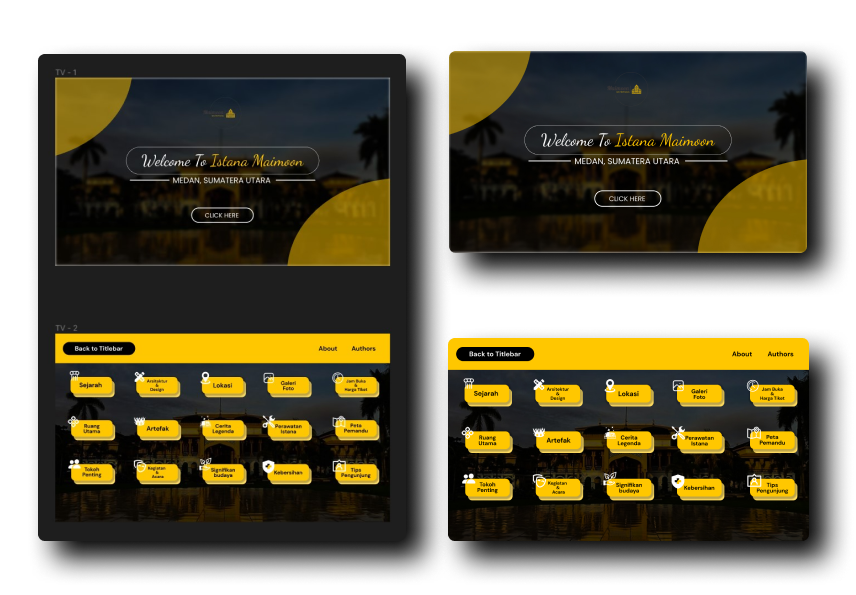 TV - 1
Welcome To Istana Maimoon
MEDAN, SUMATERA UTARA
CLICK HERE
TV - 2
Back to Titlebar
About
Authors
Sejarah
Arsitektur
&
Design
Lokasi
Galeri
Foto
Jam Buka
&
Harga Tiket
Ruang
Utama
Artefak
Cerita
Legenda
Perawatan
Istana
Peta
Pemandu
Tokoh
Penting
Kegiatan
&
Acara
Signifikan
budaya
Kebersihan
Tips
Pengunjung
Welcome To Istana Maimoon
MEDAN, SUMATERA UTARA
CLICK HERE
Back to Titlebar
About
Authors
Sejarah
Arsitektur
&
Design
Lokasi
Galeri
Foto
Jam Buka
&
Harga Tiket
Ruang
Utama
Artefak
Cerita
Legenda
Perawatan
Istana
Peta
Pemandu
Tokoh
Penting
Kegiatan
&
Acara
Signifikan
budaya
Kebersihan
Tips
Pengunjung